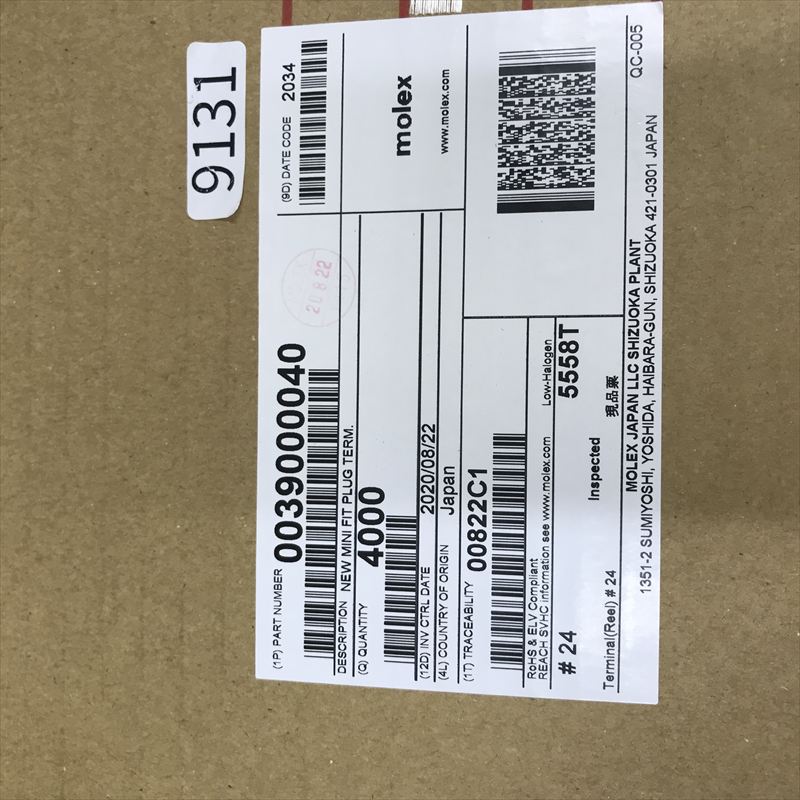 9131
(1P) PART NUMBER 0039000040
(9D) DATE CODE 2034
DESCRIPTION NEW MINI FIT PLUG TERM.
20.8.22
(Q) QUANTITY 4000
molex
www.molex.com
(12D) INV CTRL DATE 2020/08/22
(4L) COUNTRY OF ORIGIN Japan
(1T) TRACEABILITY 00822C1
RoHS & ELV Compliant
REACH SVHC information see www.molex.com Low-Halogen
# 24 5558T
Inspected 現品票
Terminal(Reel) # 24
MOLEX JAPAN LLC SHIZUOKA PLANT
1351-2 SUMIYOSHI, YOSHIDA, HAIBARA-GUN, SHIZUOKA 421-0301 JAPAN
QC-005